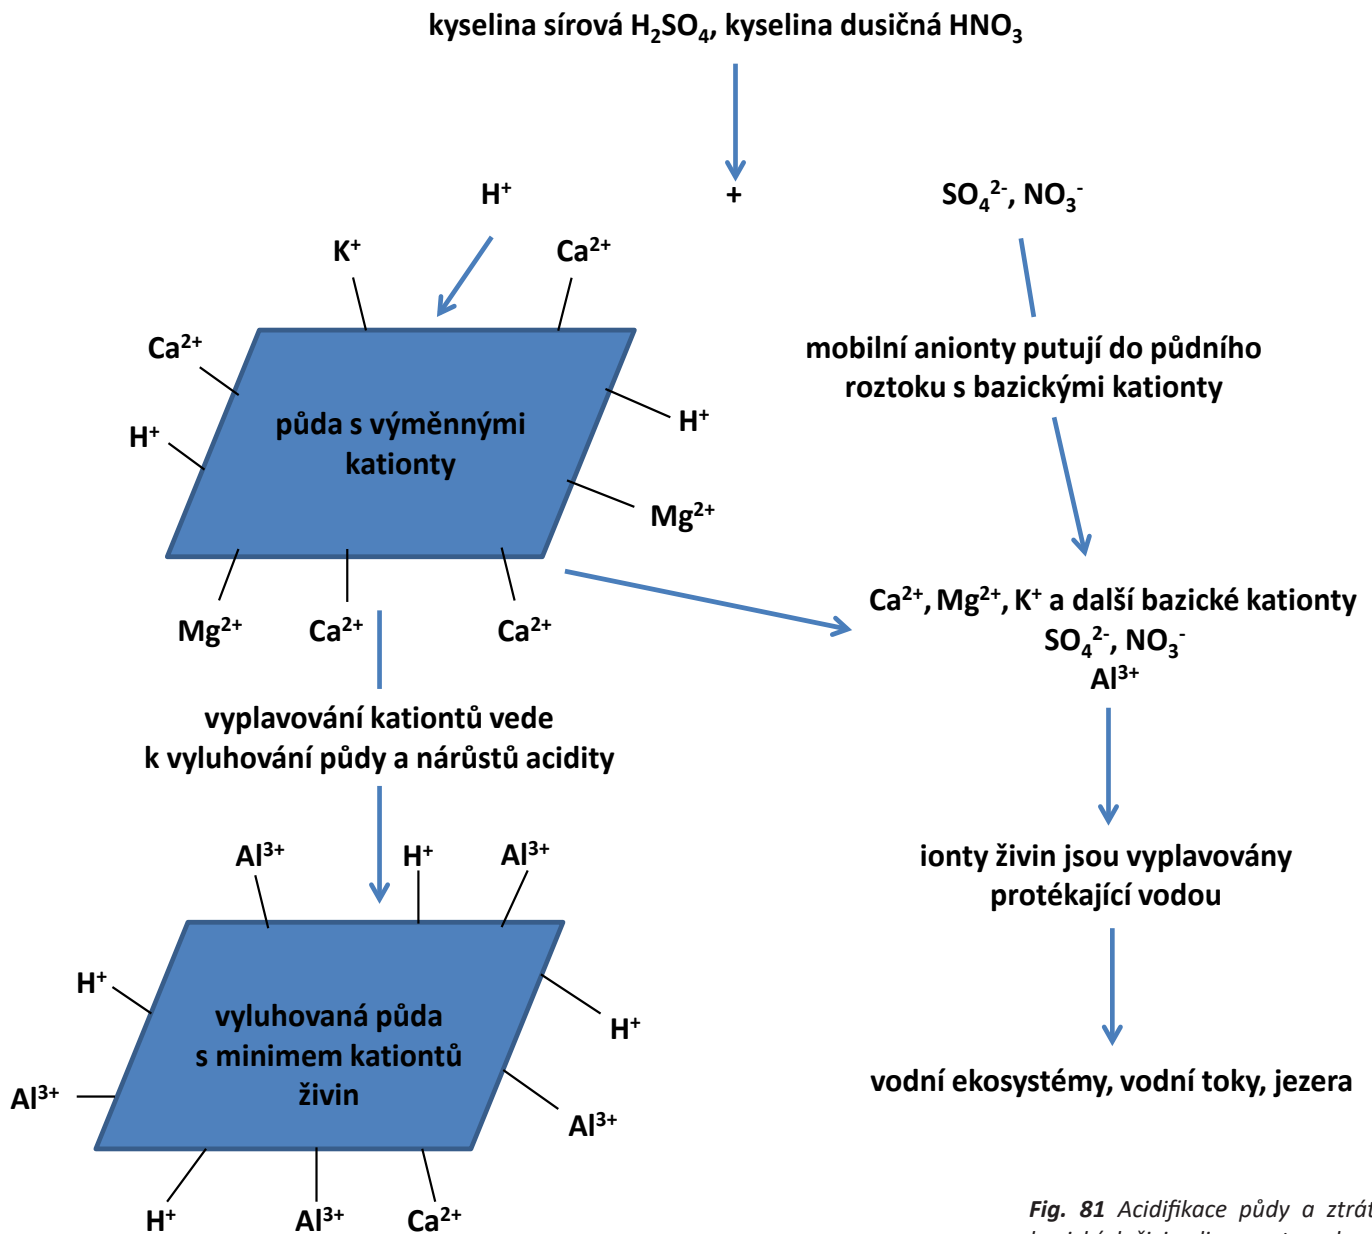 kyselina sírová H₂SO₄, kyselina dusičná HNO₃
H⁺
+
SO₄²⁻, NO₃⁻
K⁺
Ca²⁺
Ca²⁺
H⁺
H⁺
Mg²⁺
Mg²⁺
Ca²⁺
Ca²⁺
půda s výměnnými
kationty
mobilní anionty putují do půdního
roztoku s bazickými kationty
Ca²⁺, Mg²⁺, K⁺ a další bazické kationty
SO₄²⁻, NO₃⁻
Al³⁺
vyplavování kationtů vede
k vyluhování půdy a nárůstů acidity
ionty živin jsou vyplavovány
protékající vodou
Al³⁺
H⁺
Al³⁺
H⁺
H⁺
Al³⁺
Al³⁺
H⁺
Al³⁺
Ca²⁺
vyluhovaná půda
s minimem kationtů
živin
vodní ekosystémy, vodní toky, jezera
Fig. 81 Acidifikace půdy a ztrát